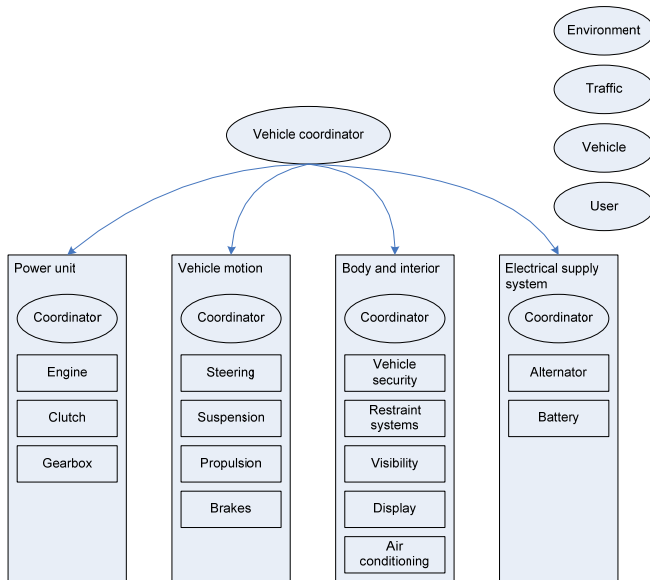 Environment
Traffic
Vehicle coordinator
Vehicle
User
Power unit
Coordinator
Engine
Clutch
Gearbox
Vehicle motion
Coordinator
Steering
Suspension
Propulsion
Brakes
Body and interior
Coordinator
Vehicle
security
Restraint
systems
Visibility
Display
Air
conditioning
Electrical supply
system
Coordinator
Alternator
Battery